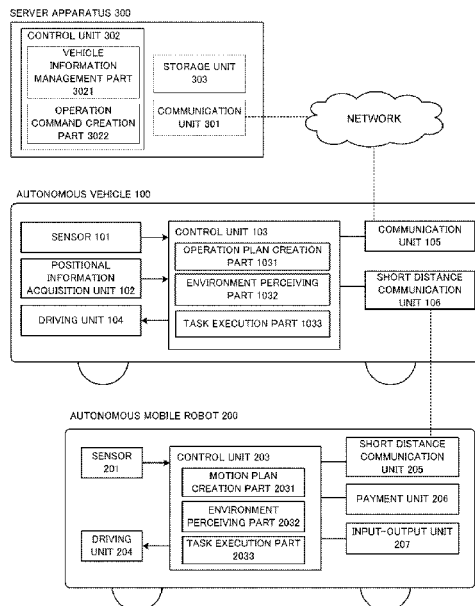 SERVER APPARATUS 300
CONTROL UNIT 302
VEHICLE
INFORMATION
MANAGEMENT PART
3021
OPERATION
COMMAND CREATION
PART 3022
STORAGE UNIT
303
COMMUNICATION
UNIT 301
NETWORK
AUTONOMOUS VEHICLE 100
SENSOR 101
POSITIONAL
INFORMATION
ACQUISITION UNIT 102
DRIVING UNIT 104
CONTROL UNIT 103
OPERATION PLAN CREATION
PART 1031
ENVIRONMENT PERCEIVING
PART 1032
TASK EXECUTION PART 1033
COMMUNICATION
UNIT 105
SHORT DISTANCE
COMMUNICATION
UNIT 106
AUTONOMOUS MOBILE ROBOT 200
SENSOR
201
DRIVING
UNIT 204
CONTROL UNIT 203
MOTION PLAN
CREATION PART 2031
ENVIRONMENT
PERCEIVING PART 2032
TASK EXECUTION PART
2033
SHORT DISTANCE
COMMUNICATION
UNIT 205
PAYMENT UNIT 206
INPUT-OUTPUT UNIT
207